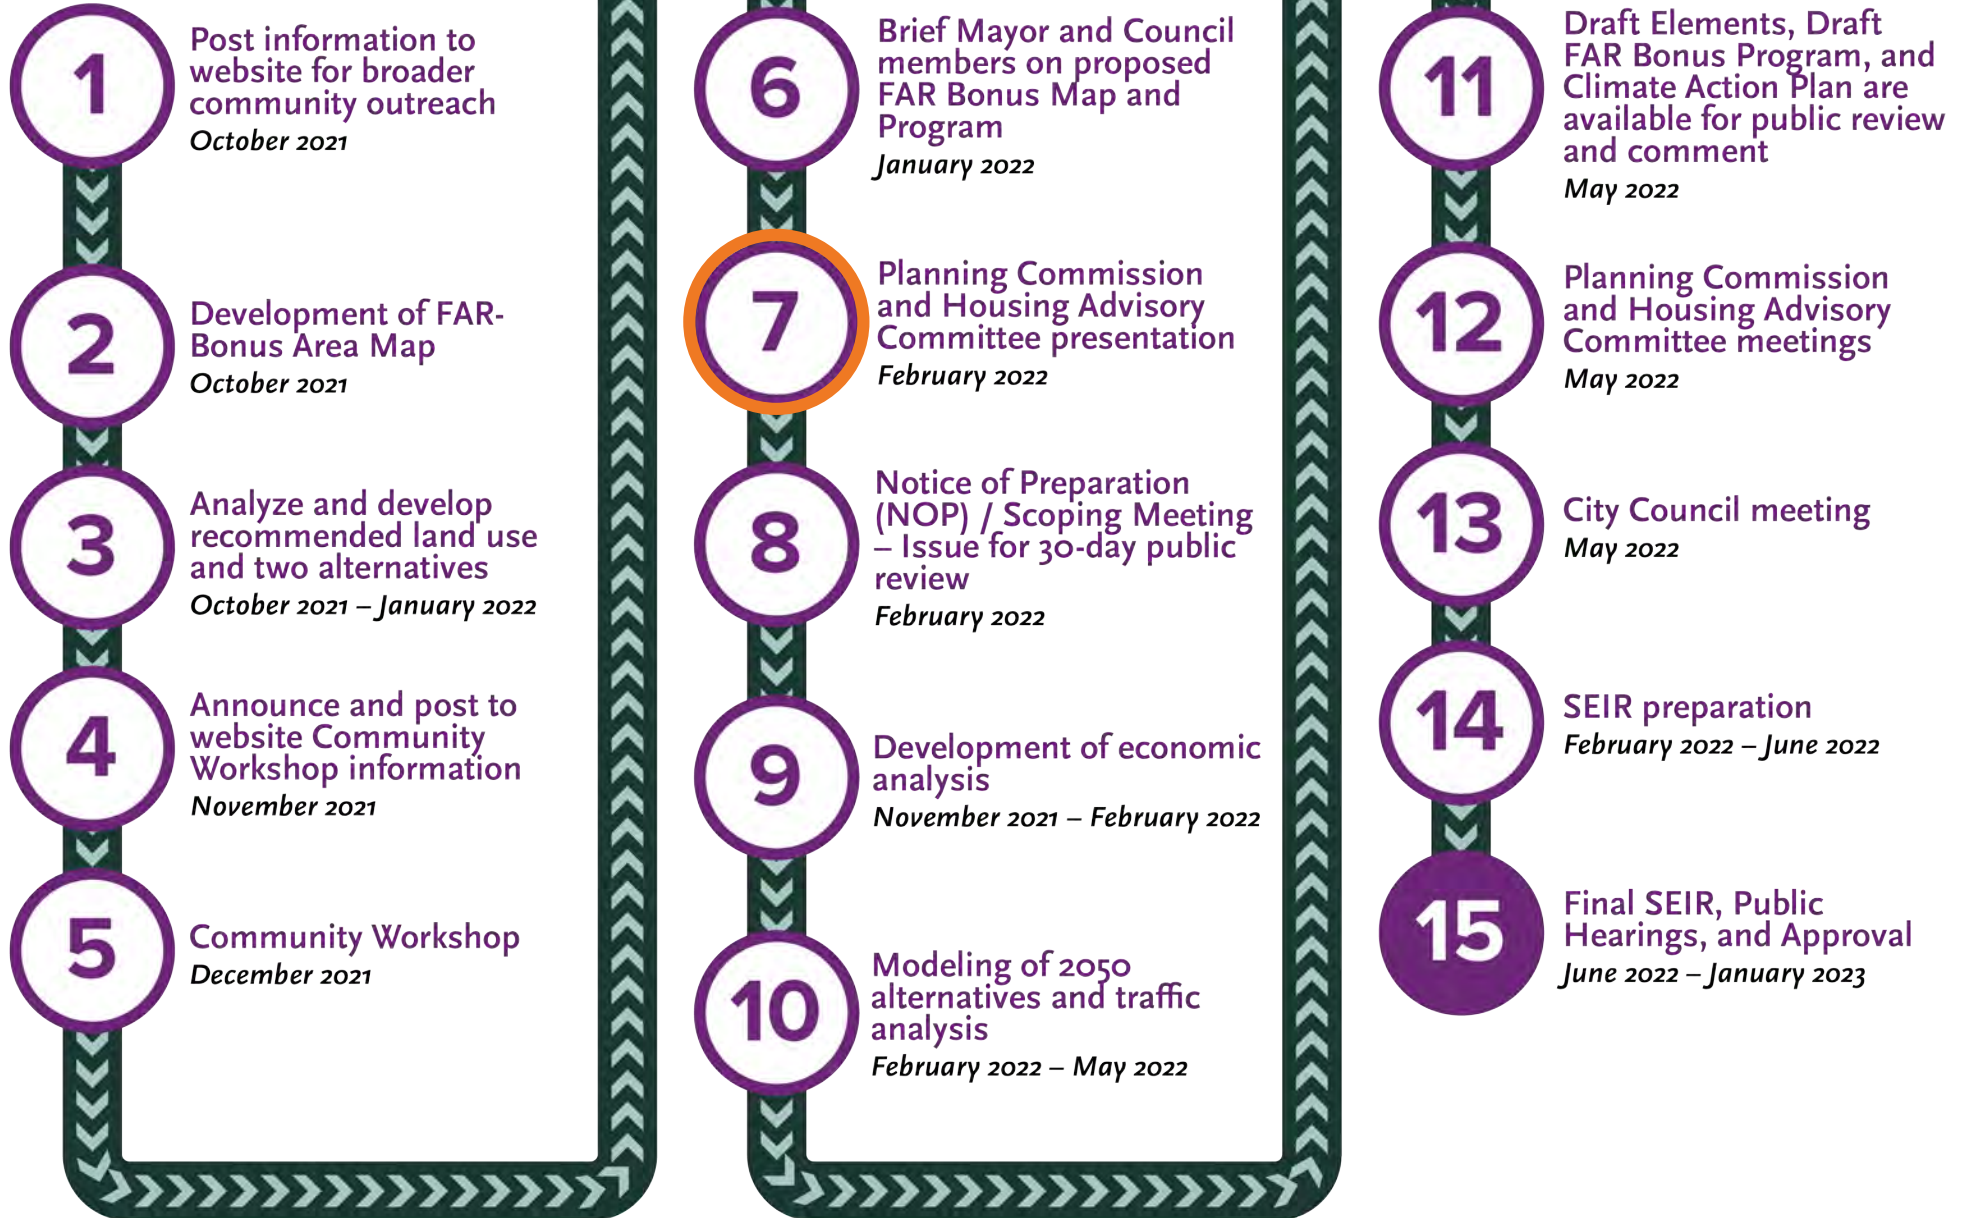 1
Post information to
website for broader
community outreach
October 2021
2
Development of FAR-
Bonus Area Map
October 2021
3
Analyze and develop
recommended land use
and two alternatives
October 2021 – January 2022
4
Announce and post to
website Community
Workshop information
November 2021
5
Community Workshop
December 2021
6
Brief Mayor and Council
members on proposed
FAR Bonus Map and
Program
January 2022
7
Planning Commission
and Housing Advisory
Committee presentation
February 2022
8
Notice of Preparation
(NOP) / Scoping Meeting
– Issue for 30-day public
review
February 2022
9
Development of economic
analysis
November 2021 – February 2022
10
Modeling of 2050
alternatives and traffic
analysis
February 2022 – May 2022
11
Draft Elements, Draft
FAR Bonus Program, and
Climate Action Plan are
available for public review
and comment
May 2022
12
Planning Commission
and Housing Advisory
Committee meetings
May 2022
13
City Council meeting
May 2022
14
SEIR preparation
February 2022 – June 2022
15
Final SEIR, Public
Hearings, and Approval
June 2022 – January 2023